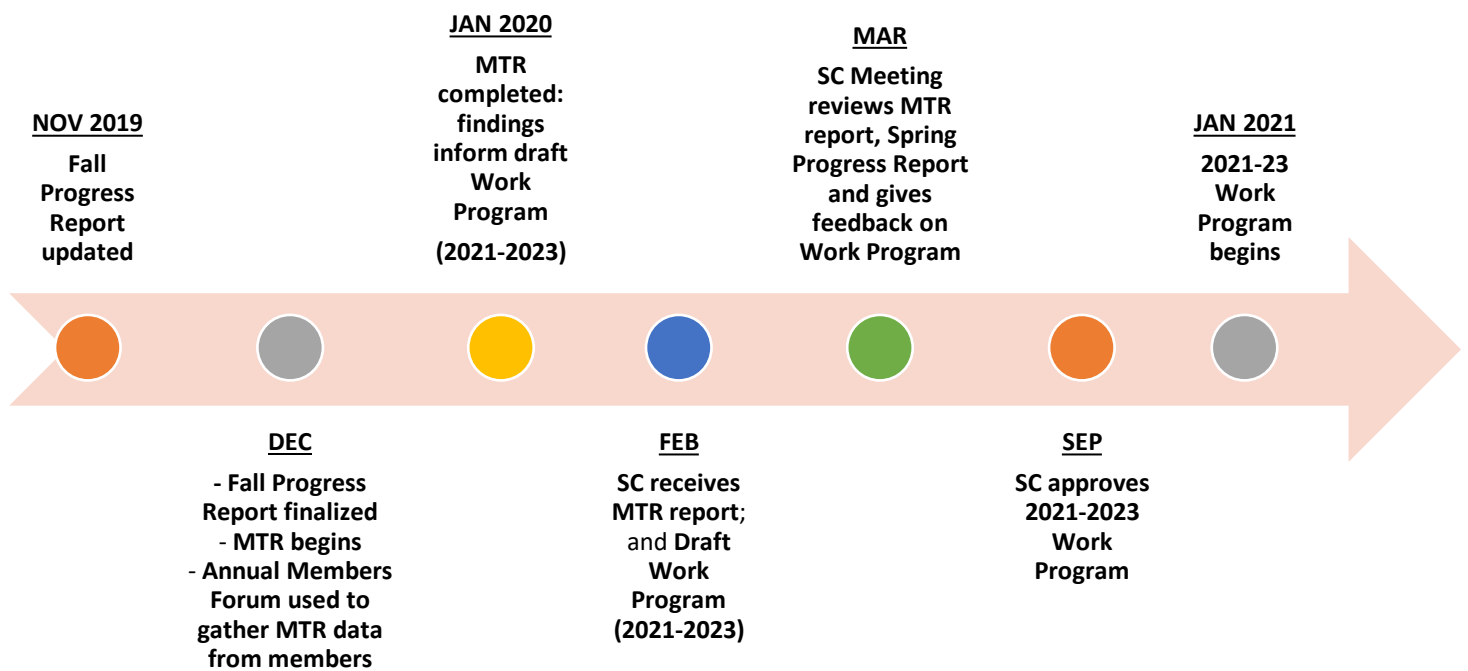 NOV 2019
Fall
Progress
Report
updated
DEC
- Fall Progress
Report finalized
- MTR begins
- Annual Members
Forum used to
gather MTR data
from members
JAN 2020
MTR
completed:
findings
inform draft
Work
Program
(2021-2023)
FEB
SC receives
MTR report;
and Draft
Work
Program
(2021-2023)
MAR
SC Meeting
reviews MTR
report, Spring
Progress Report
and gives
feedback on
Work Program
SEP
SC approves
2021-2023
Work
Program
JAN 2021
2021-23
Work
Program
begins